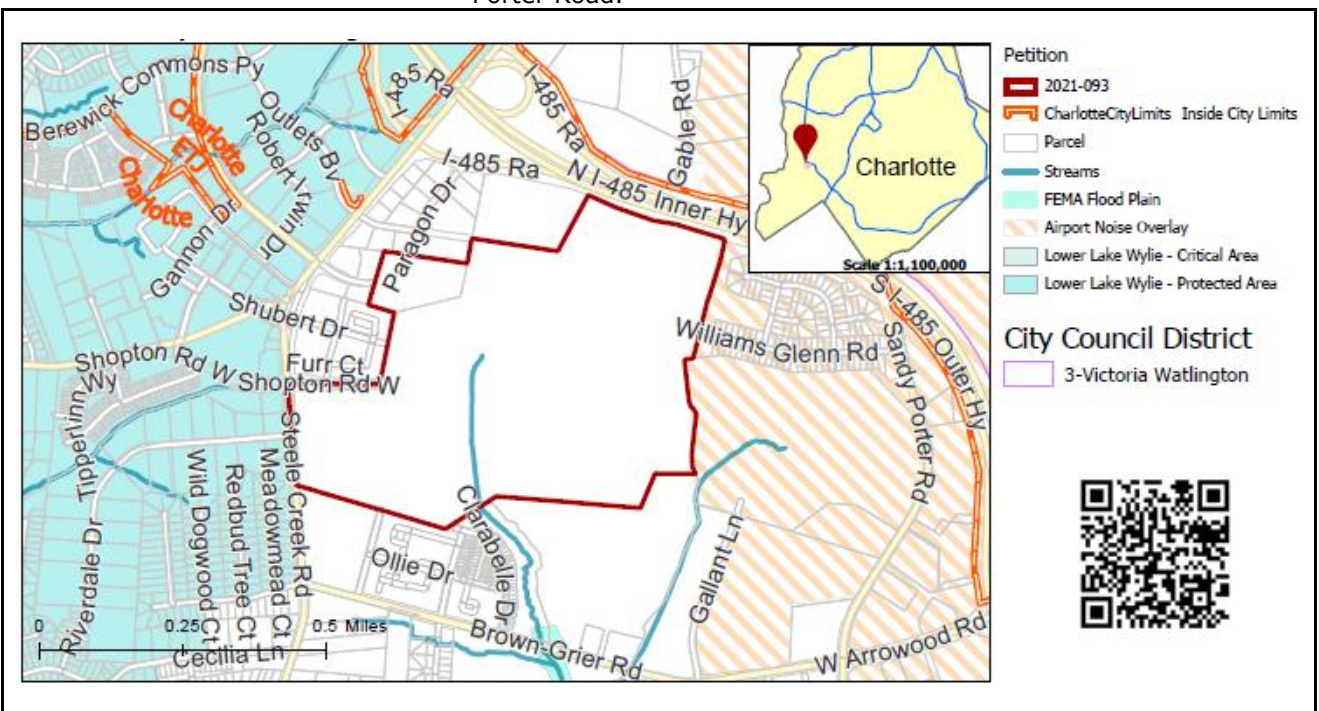 Porter Road.
Berewick Commons Py
Charlotte
ETJ
Charlotte
Outlets Bv
Robert Irwin Dr
Gannon Dr
I-485 Ra
I-485 Ra
I-485 Ra
Gable Rd
N I-485 Inner Hy
Paragon Dr
Charlotte
Scale 1:1,100,000
Shubert Dr
Furr Ct
Shopton Rd W
Shopton Rd W
Tipperlinn Wy
Williams Glenn Rd
S I-485 Outer Hy
Sandy Porter Rd
Steele Creek Rd
Meadowmead Ct
Redbud Tree Ct
Wild Dogwood Ct
Riverdale Dr
Clarabelle Dr
Ollie Dr
Gallant Ln
Brown-Grier Rd
W Arrowood Rd
Cecilia Ln
0 0.25 0.5 Miles
Petition
2021-093
CharlotteCityLimits Inside City Limits
Parcel
Streams
FEMA Flood Plain
Airport Noise Overlay
Lower Lake Wylie - Critical Area
Lower Lake Wylie - Protected Area
City Council District
3-Victoria Watlington